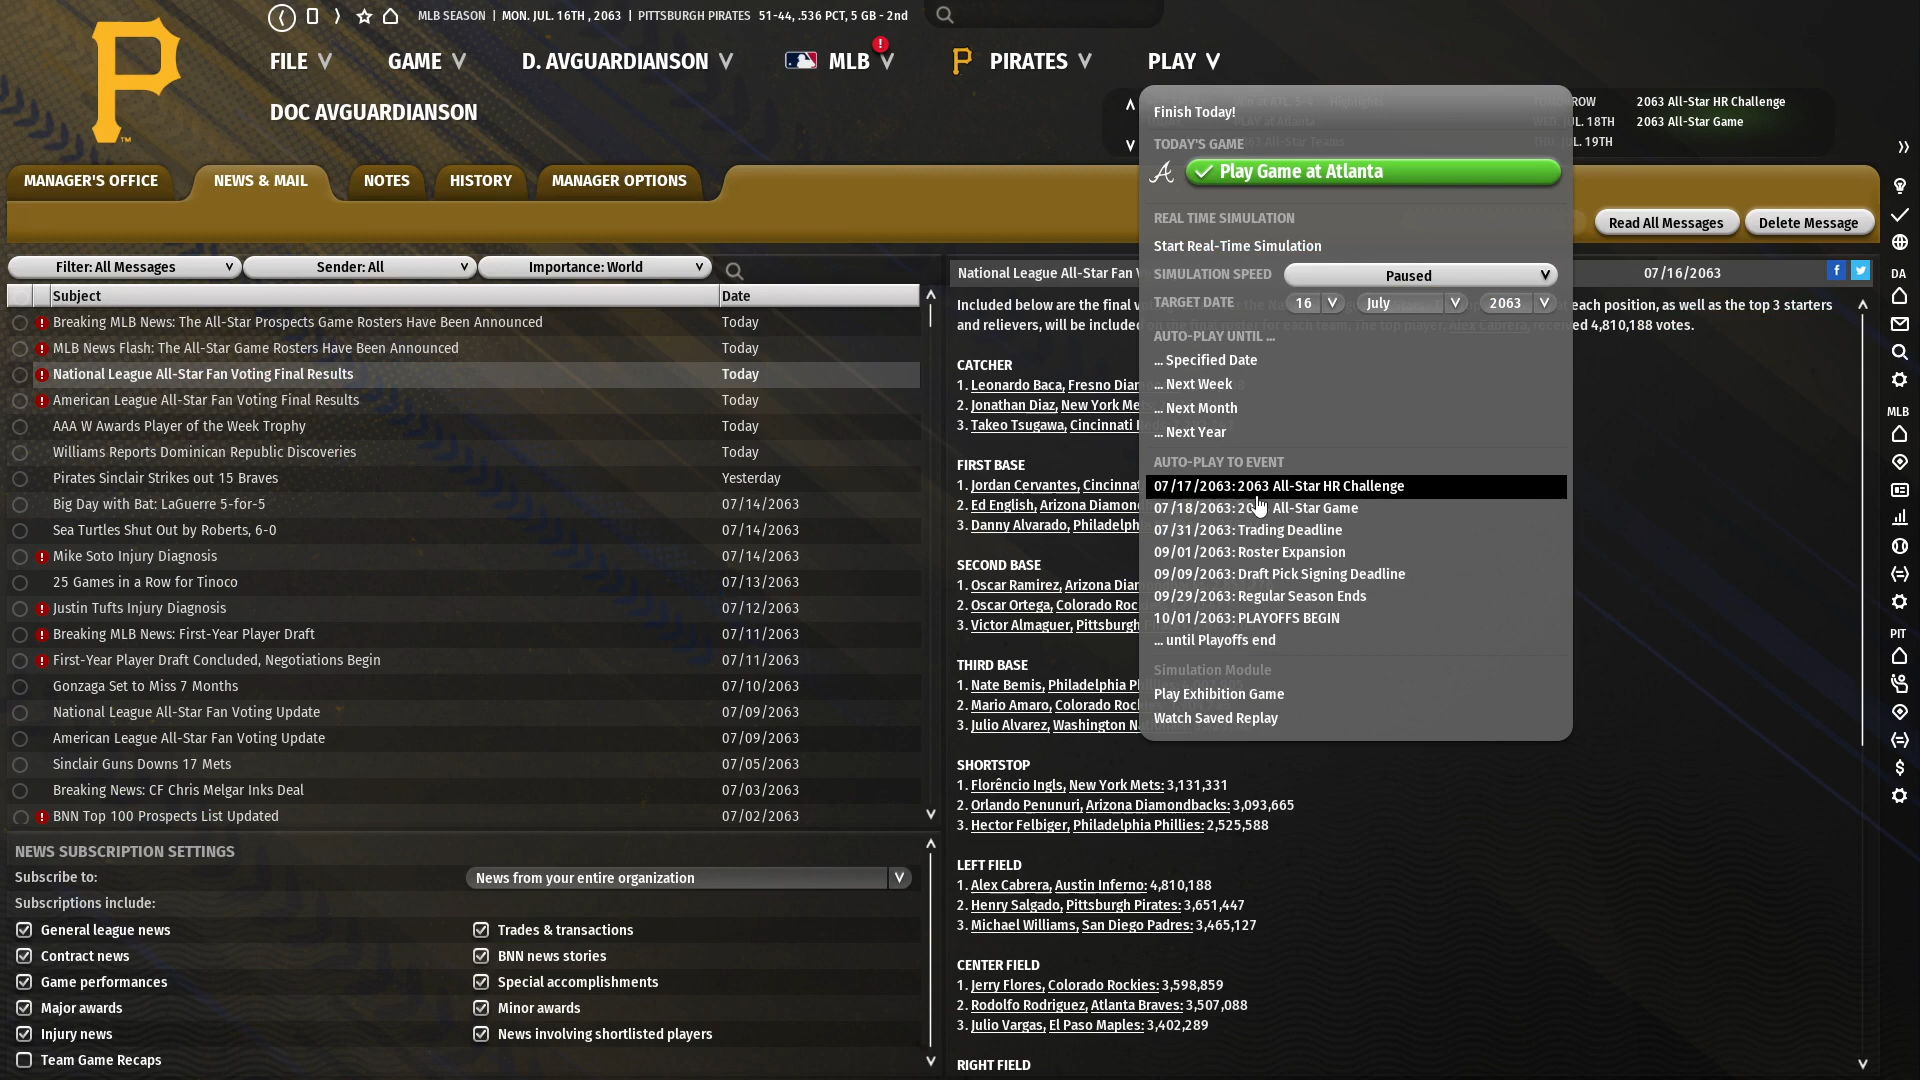 MLB SEASON | MON. JUL. 16TH , 2063 | PITTSBURGH PIRATES 51-44, .536 PCT, 5 GB - 2nd
FILE
GAME
D. AVGUARDIANSON
MLB
PIRATES
PLAY
DOC AVGUARDIANSON
2063 All-Star HR Challenge
JUL. 18TH 2063 All-Star Game
THU. JUL. 19TH
MANAGER'S OFFICE
NEWS & MAIL
NOTES
HISTORY
MANAGER OPTIONS
Read All Messages
Delete Message
Filter: All Messages
Sender: All
Importance: World
Subject Date
Breaking MLB News: The All-Star Prospects Game Rosters Have Been Announced Today
MLB News Flash: The All-Star Game Rosters Have Been Announced Today
National League All-Star Fan Voting Final Results Today
American League All-Star Fan Voting Final Results Today
AAA W Awards Player of the Week Trophy Today
Williams Reports Dominican Republic Discoveries Today
Pirates Sinclair Strikes out 15 Braves Yesterday
Big Day with Bat: LaGuerre 5-for-5 07/14/2063
Sea Turtles Shut Out by Roberts, 6-0 07/14/2063
Mike Soto Injury Diagnosis 07/14/2063
25 Games in a Row for Tinoco 07/13/2063
Justin Tufts Injury Diagnosis 07/12/2063
Breaking MLB News: First-Year Player Draft 07/11/2063
First-Year Player Draft Concluded, Negotiations Begin 07/11/2063
Gonzaga Set to Miss 7 Months 07/10/2063
National League All-Star Fan Voting Update 07/09/2063
American League All-Star Fan Voting Update 07/09/2063
Sinclair Guns Downs 17 Mets 07/05/2063
Breaking News: CF Chris Melgar Inks Deal 07/03/2063
BNN Top 100 Prospects List Updated 07/02/2063
NEWS SUBSCRIPTION SETTINGS
Subscribe to: News from your entire organization
Subscriptions include:
General league news Trades & transactions
Contract news BNN news stories
Game performances Special accomplishments
Major awards Minor awards
Injury news News involving shortlisted players
Team Game Recaps
National League All-Star Fan 07/16/2063
Included below are the final each position, as well as the top 3 starters
and relievers, will be included received 4,810,188 votes.
CATCHER
1. Leonardo Baca, Fresno
2. Jonathan Diaz, New York
3. Takeo Tsugawa, Cincinnati
FIRST BASE
1. Jordan Cervantes,
2. Ed English, Arizona
3. Danny Alvarado,
SECOND BASE
1. Oscar Ramirez, Arizona
2. Oscar Ortega, Colorado
3. Victor Almaguer, Pittsburgh
THIRD BASE
1. Nate Bemis, Philadelphia
2. Mario Amaro, Colorado
3. Julio Alvarez, Washington
SHORTSTOP
1. Florêncio Ingls, New York Mets: 3,131,331
2. Orlando Penunuri, Arizona Diamondbacks: 3,093,665
3. Hector Felbiger, Philadelphia Phillies: 2,525,588
LEFT FIELD
1. Alex Cabrera, Austin Inferno: 4,810,188
2. Henry Salgado, Pittsburgh Pirates: 3,651,447
3. Michael Williams, San Diego Padres: 3,465,127
CENTER FIELD
1. Jerry Flores, Colorado Rockies: 3,598,859
2. Rodolfo Rodriguez, Atlanta Braves: 3,507,088
3. Julio Vargas, El Paso Maples: 3,402,289
RIGHT FIELD
Finish Today!
TODAY'S GAME
Play Game at Atlanta
REAL TIME SIMULATION
Start Real-Time Simulation
SIMULATION SPEED Paused
TARGET DATE 16 July 2063
AUTO-PLAY UNTIL ...
... Specified Date
... Next Week
... Next Month
... Next Year
AUTO-PLAY TO EVENT
07/17/2063: 2063 All-Star HR Challenge
07/18/2063: All-Star Game
07/31/2063: Trading Deadline
09/01/2063: Roster Expansion
09/09/2063: Draft Pick Signing Deadline
09/29/2063: Regular Season Ends
10/01/2063: PLAYOFFS BEGIN
... until Playoffs end
Simulation Module
Play Exhibition Game
Watch Saved Replay
DA
MLB
PIT